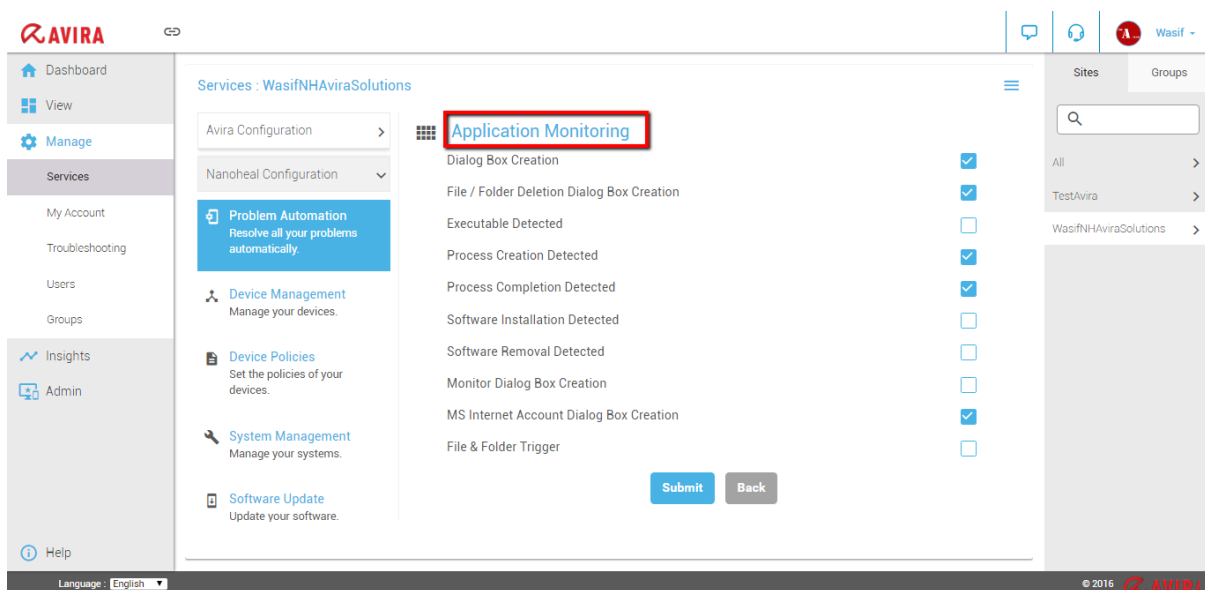 AVIRA
Wasif
Dashboard
View
Manage
Services
My Account
Troubleshooting
Users
Groups
Insights
Admin
Help
Services : WasifNHAviraSolutions
Avira Configuration
Nanoheal Configuration
Problem Automation
Resolve all your problems
automatically.
Device Management
Manage your devices.
Device Policies
Set the policies of your
devices.
System Management
Manage your systems.
Software Update
Update your software.
Application Monitoring
Dialog Box Creation
File / Folder Deletion Dialog Box Creation
Executable Detected
Process Creation Detected
Process Completion Detected
Software Installation Detected
Software Removal Detected
Monitor Dialog Box Creation
MS Internet Account Dialog Box Creation
File & Folder Trigger
Submit
Back
Sites
Groups
All
TestAvira
WasifNHAviraSolutions
Language : English
© 2016 AVIRA